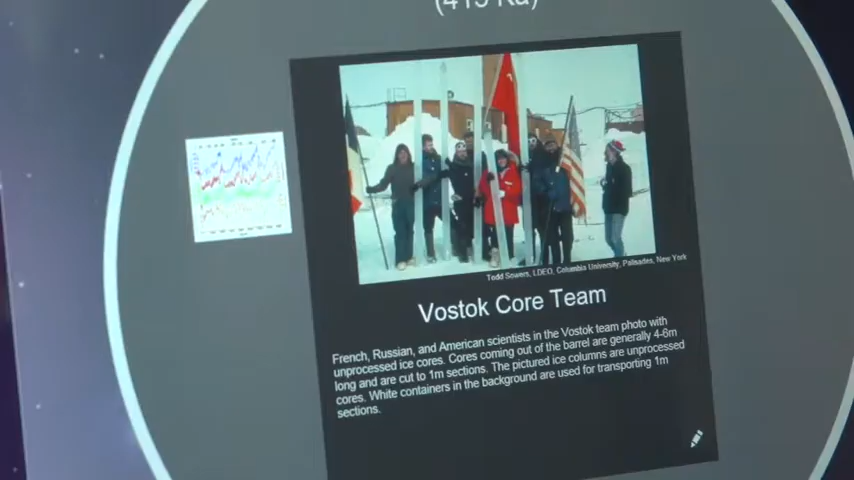 Todd Sowers, LDEO, Columbia University, Palisades, New York
Vostok Core Team
French, Russian, and American scientists in the Vostok team photo with
unprocessed ice cores. Cores coming out of the barrel are generally 4-6m
long and are cut to 1m sections. The pictured ice columns are unprocessed
cores. White containers in the background are used for transporting 1m
sections.